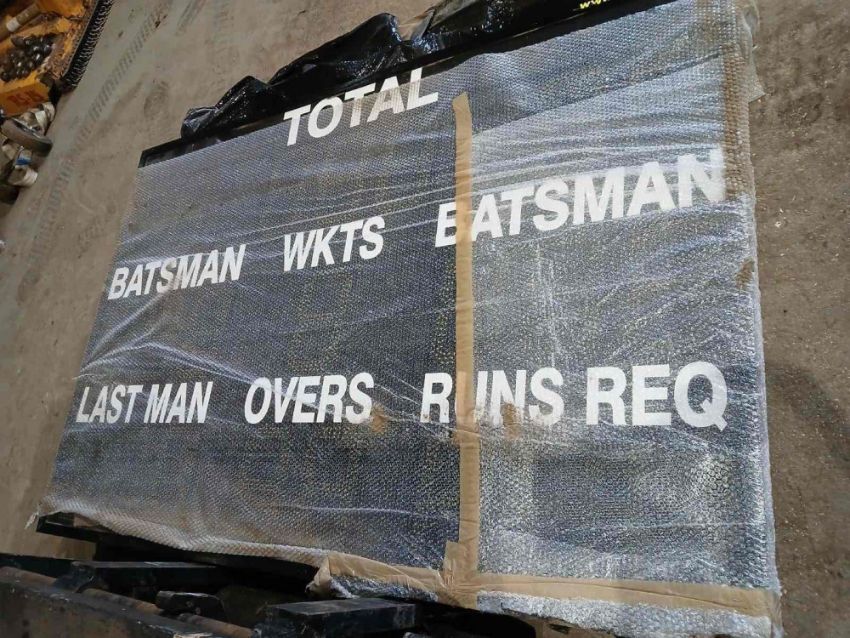 TOTAL
BATSMAN WKTS BATSMAN
LAST MAN OVERS RUNS REQ